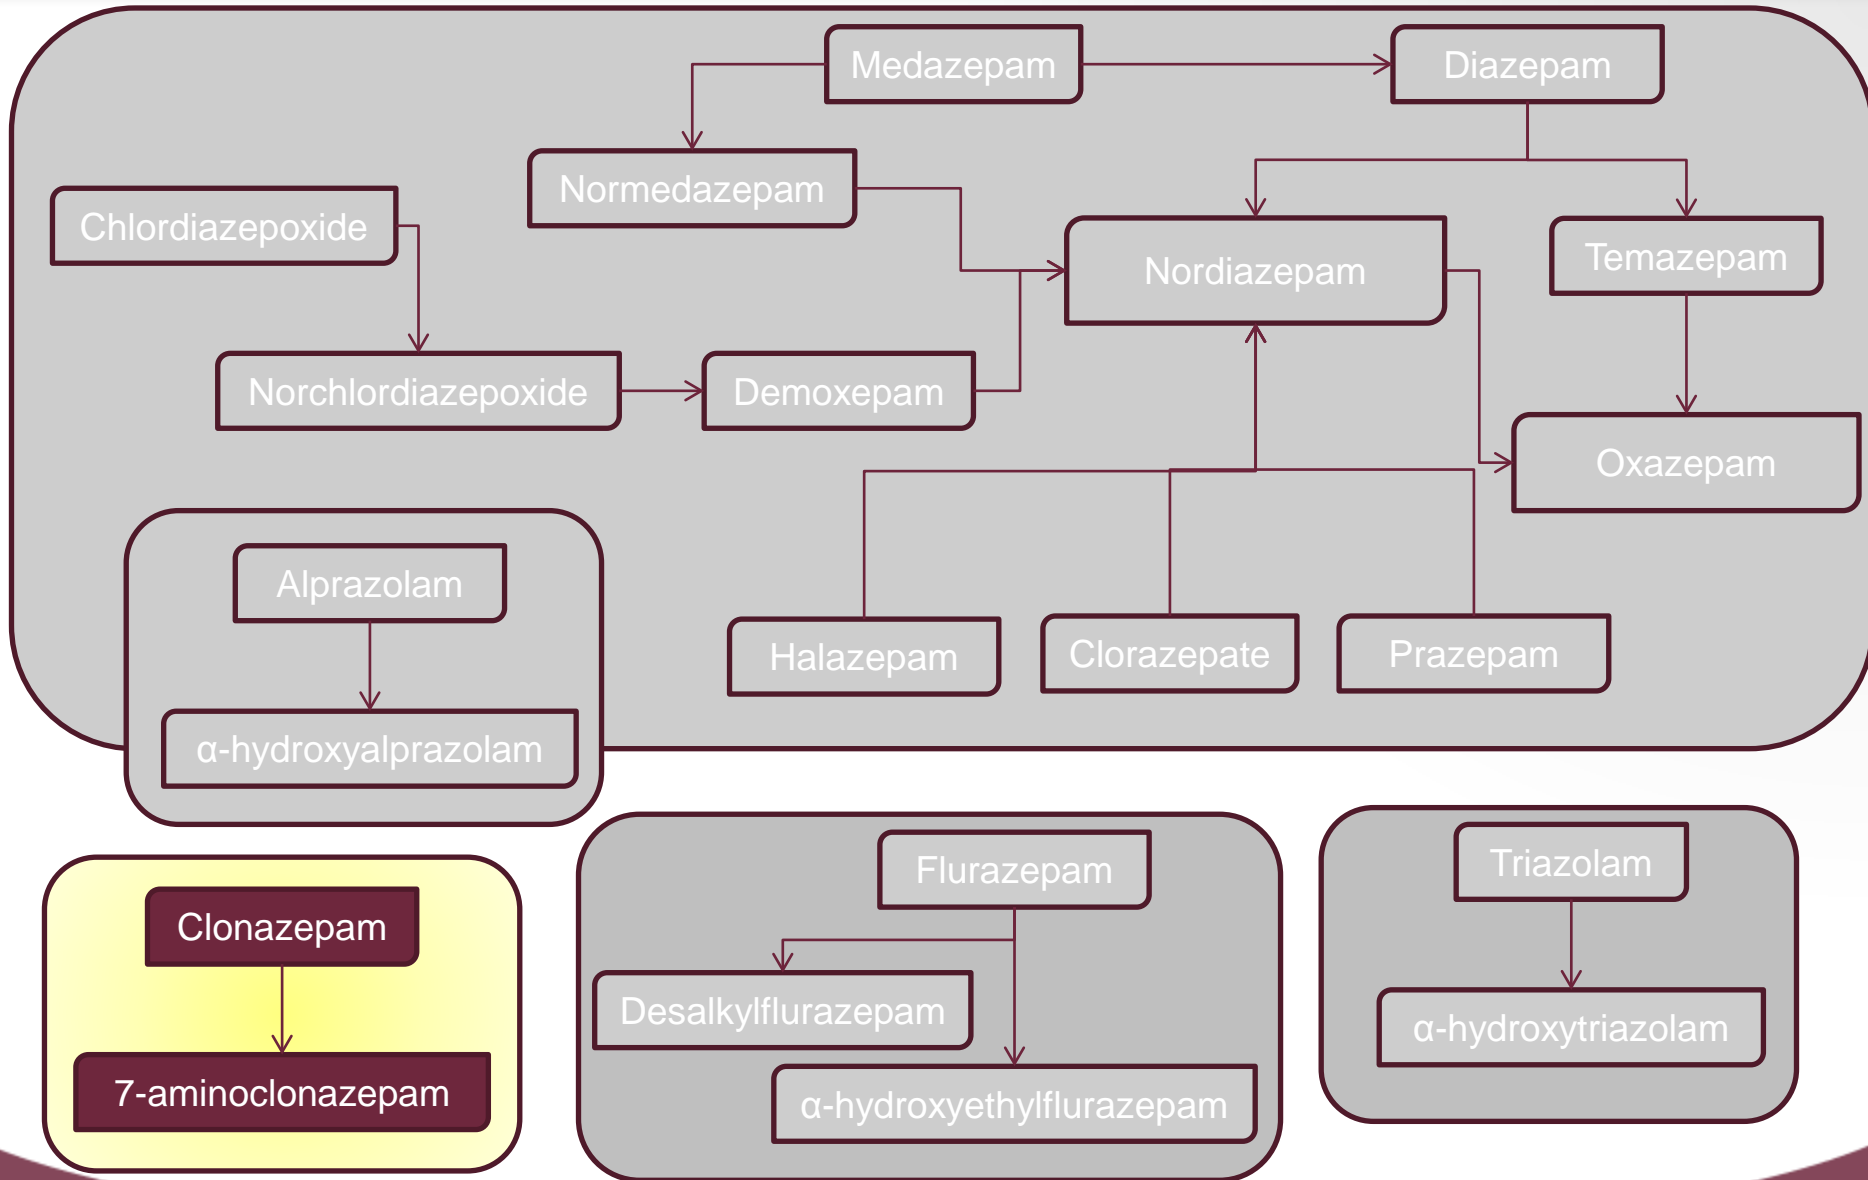 Medazepam
Diazepam
Normedazepam
Chlordiazepoxide
Nordiazepam
Temazepam
Norchlordiazepoxide
Demoxepam
Oxazepam
Alprazolam
Halazepam
Clorazepate
Prazepam
α-hydroxyalprazolam
Flurazepam
Triazolam
Clonazepam
Desalkylflurazepam
α-hydroxytriazolam
7-aminoclonazepam
α-hydroxyethylflurazepam